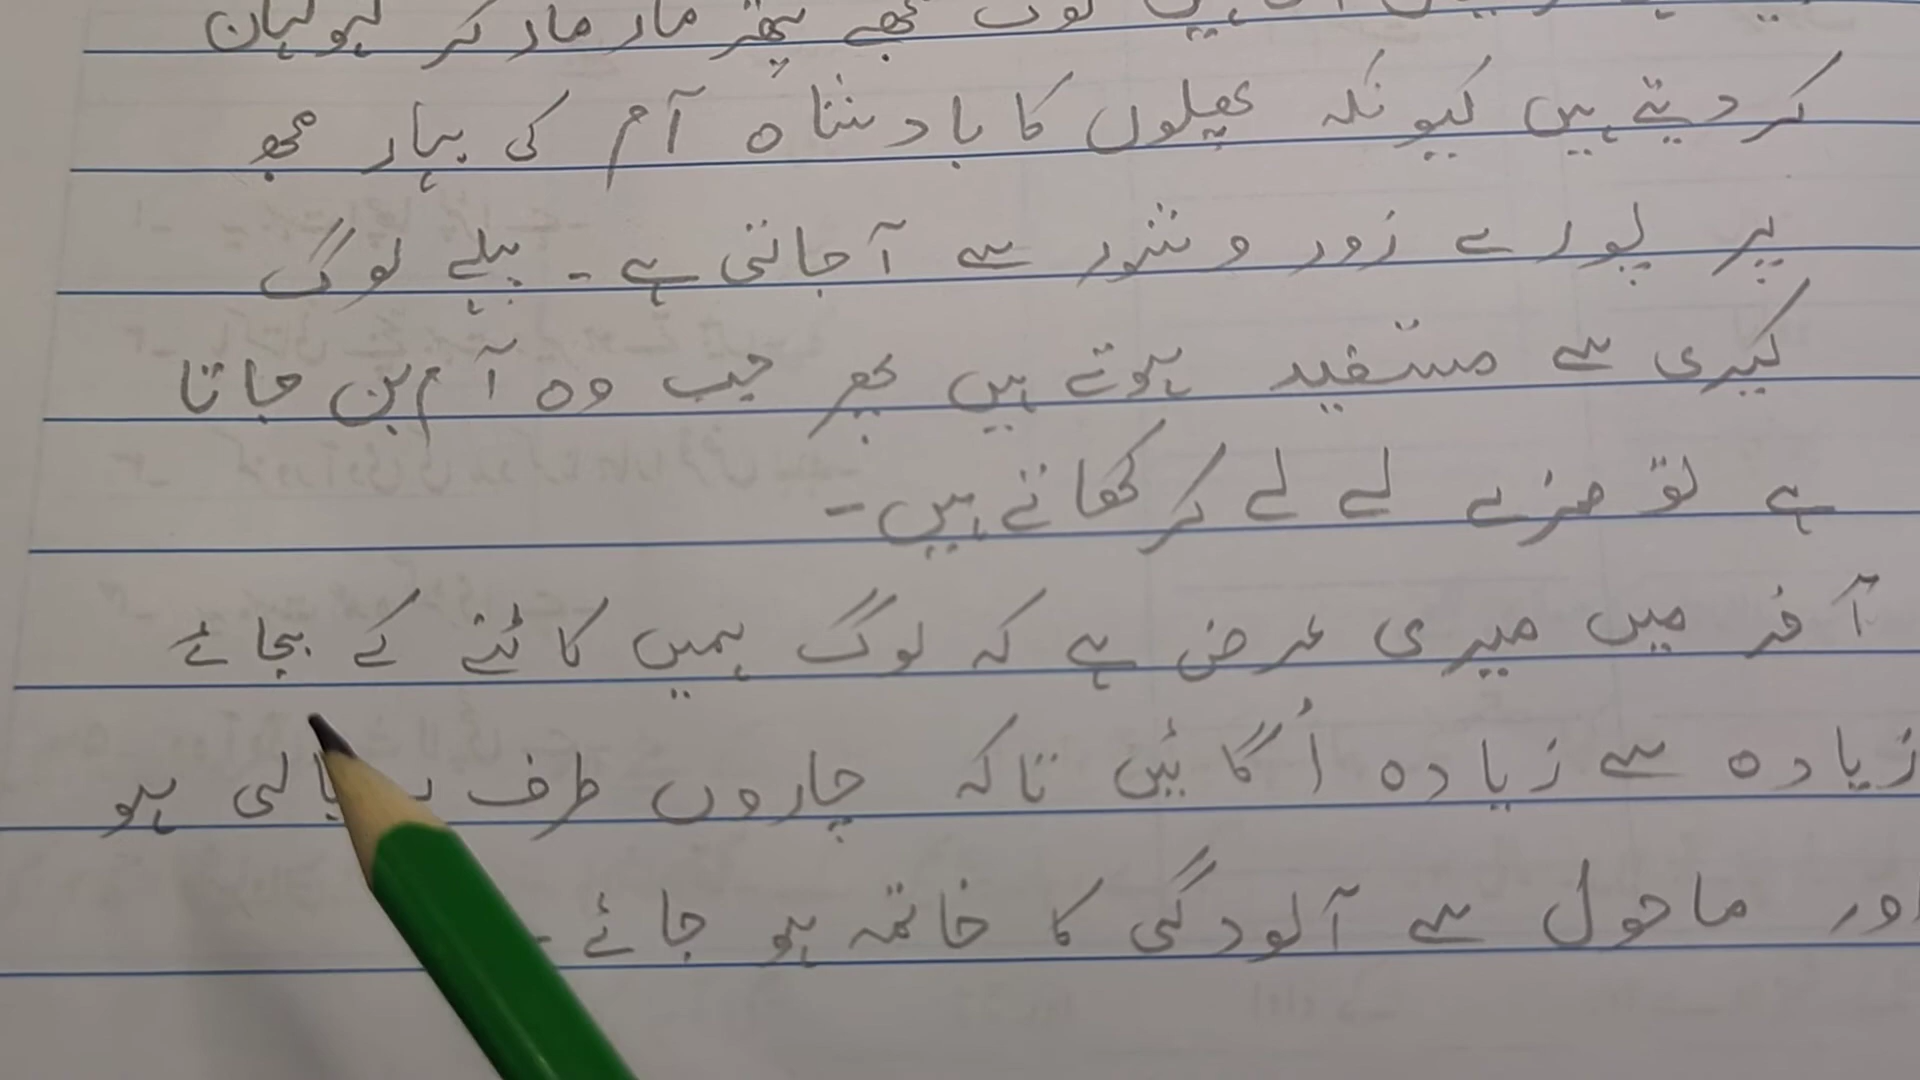 لوگ مجھے پتھر مار مار کر لہولہان
کر دیتے ہیں کیونکہ پھلوں کا بادشاہ آم کی بہار مجھ
پر پورے زور و شور سے آجاتی ہے ۔ پہلے لوگ
کیری سے مستفید ہوتے ہیں پھر جب وہ آم بن جاتا
ہے تو مزے لے لے کر کھاتے ہیں ۔
آخر میں میری عرض ہے کہ لوگ ہمیں کاٹنے کے بجائے
زیادہ سے زیادہ اُگائیں تاکہ چاروں طرف ہو
اور ماحول سے آلودگی کا خاتمہ ہو جائے ۔